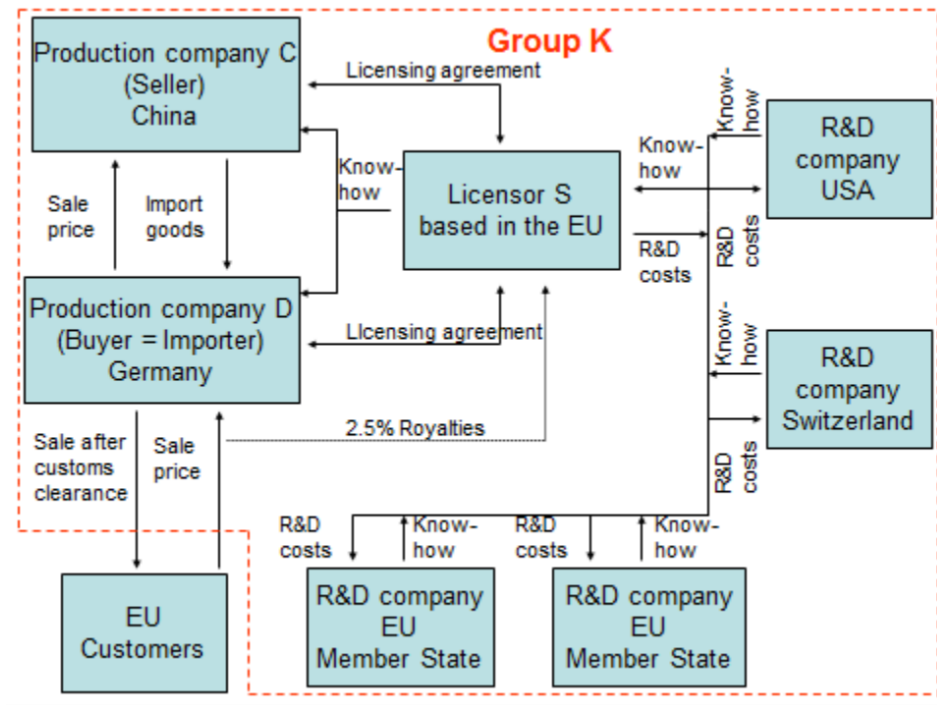 Group K
Production company C
(Seller)
China
Licensing agreement
Know-
how
R&D
company
USA
Know-
how
Know-
how
Licensor S
based in the EU
Sale
price
Import
goods
R&D
costs
R&D
costs
Production company D
(Buyer = Importer)
Germany
LIcensing agreement
Know-
how
R&D
company
Switzerland
2.5% Royalties
Sale after
customs
clearance
Sale
price
R&D
costs
R&D
costs
Know-
how
R&D
costs
Know-
how
EU
Customers
R&D company
EU
Member State
R&D company
EU
Member State